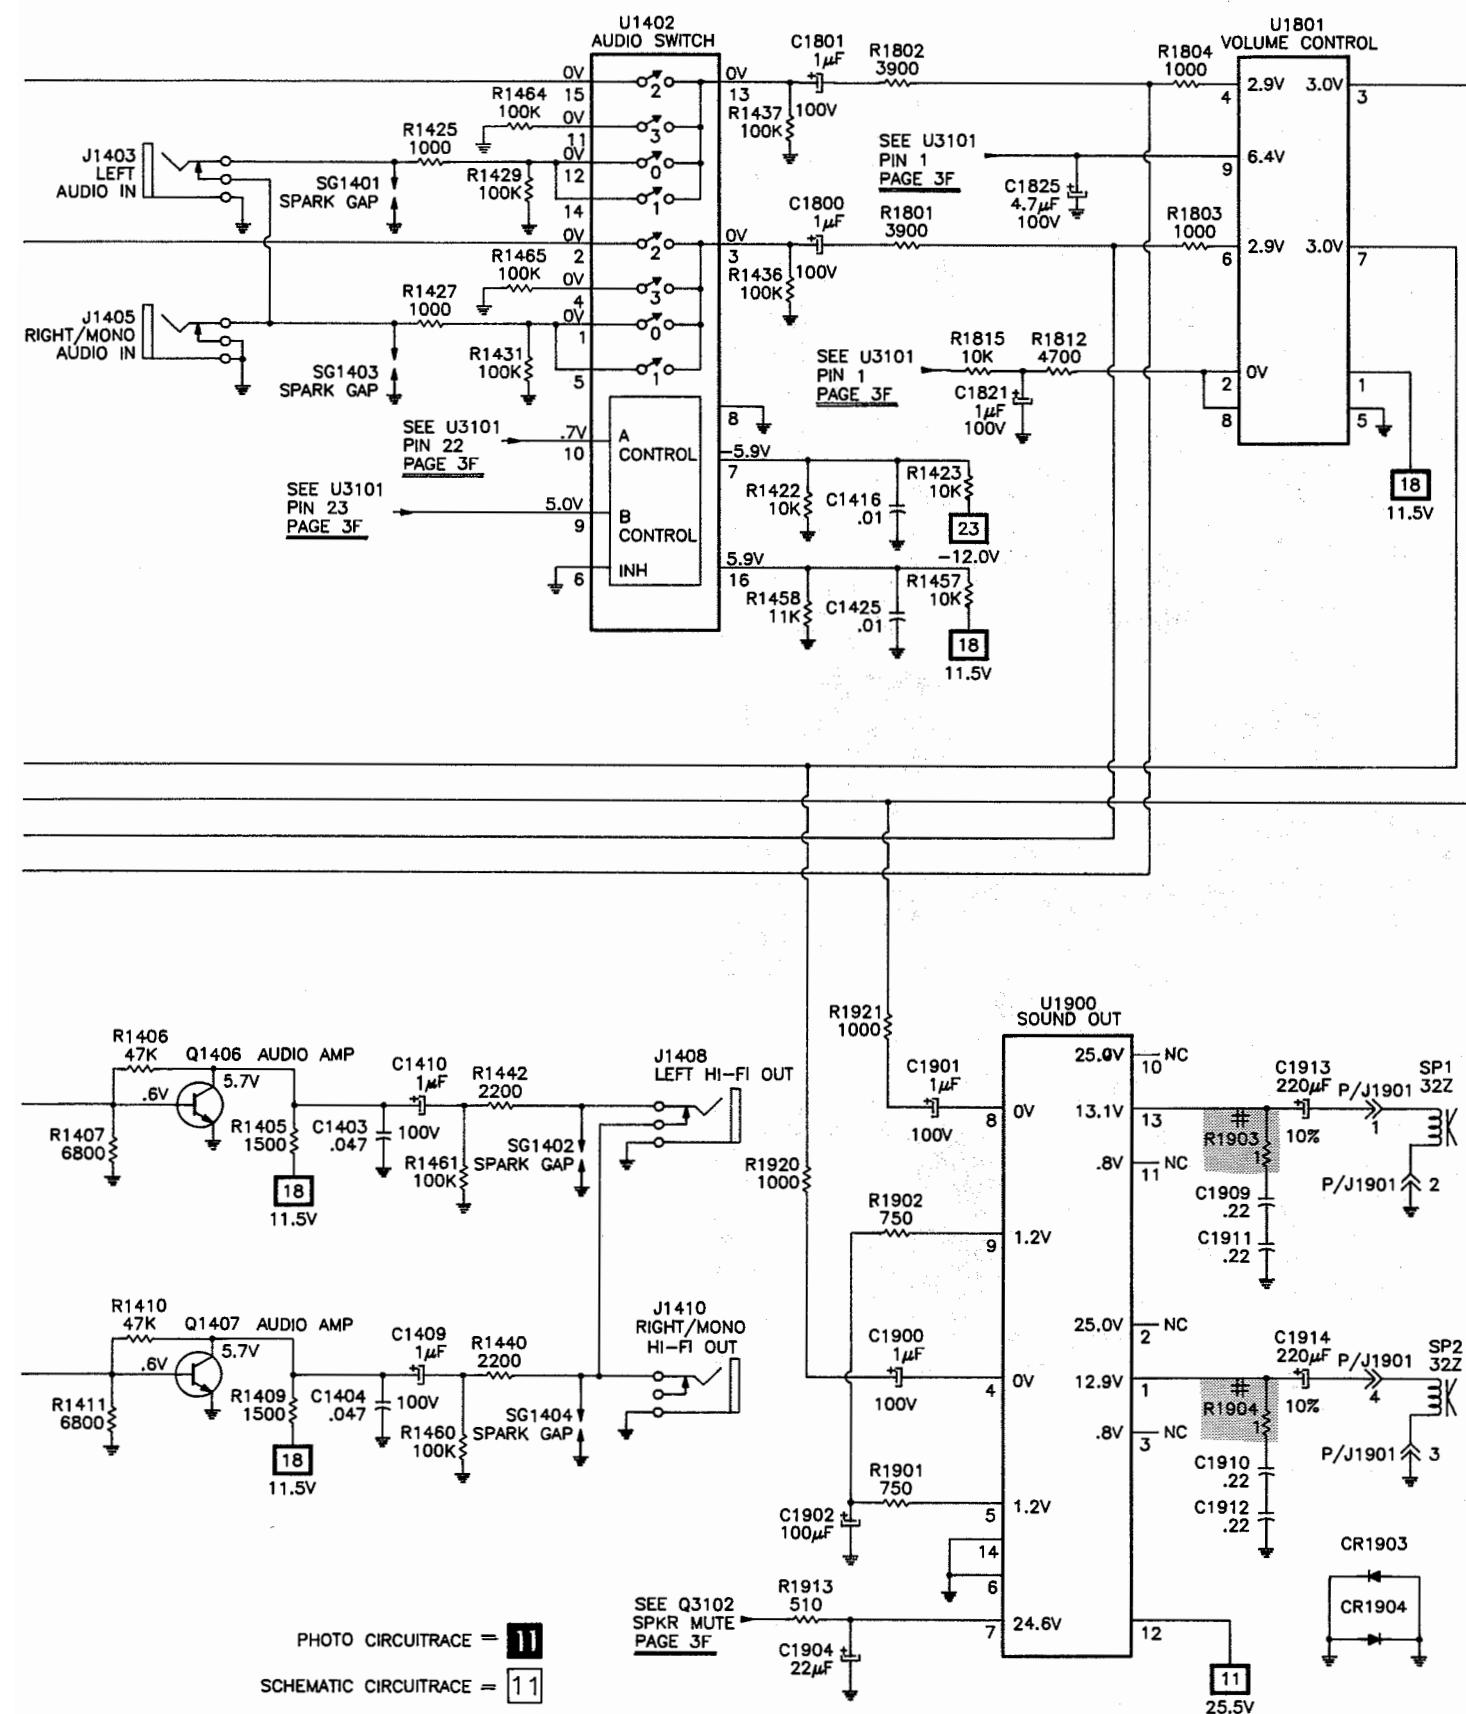 U1402
AUDIO SWITCH
U1801
VOLUME CONTROL
C1801
1µF
100V
R1802
3900
R1804
1000
0V
15
2
0V
13
4
2.9V
3.0V
3
R1464
100K
0V
11
3
R1437
100K
R1425
1000
J1403
LEFT
AUDIO IN
SG1401
SPARK GAP
R1429
100K
0V
12
0
14
1
SEE U3101
PIN 1
PAGE 3F
9
6.4V
C1825
4.7µF
100V
C1800
1µF
100V
R1801
3900
R1803
1000
0V
2
2
0V
3
6
2.9V
3.0V
7
R1465
100K
4
3
R1436
100K
R1427
1000
J1405
RIGHT/MONO
AUDIO IN
SG1403
SPARK GAP
R1431
100K
0V
1
0
5
1
SEE U3101
PIN 1
PAGE 3F
R1815
10K
R1812
4700
C1821
1µF
100V
2
0V
8
1
5
18
11.5V
SEE U3101
PIN 22
PAGE 3F
.7V
10
A
CONTROL
8
-5.9V
7
R1422
10K
C1416
.01
R1423
10K
23
-12.0V
SEE U3101
PIN 23
PAGE 3F
5.0V
9
B
CONTROL
6
INH
5.9V
16
R1458
11K
C1425
.01
R1457
10K
18
11.5V
R1406
47K
Q1406 AUDIO AMP
5.7V
.6V
R1407
6800
R1405
1500
18
11.5V
C1403
.047
C1410
1µF
100V
R1461
100K
R1442
2200
SG1402
SPARK GAP
J1408
LEFT HI-FI OUT
R1410
47K
Q1407 AUDIO AMP
5.7V
.6V
R1411
6800
R1409
1500
18
11.5V
C1404
.047
C1409
1µF
100V
R1460
100K
R1440
2200
SG1404
SPARK GAP
J1410
RIGHT/MONO
HI-FI OUT
R1921
1000
C1901
1µF
100V
R1920
1000
R1902
750
C1900
1µF
100V
R1901
750
C1902
100µF
SEE Q3102
SPKR MUTE
PAGE 3F
R1913
510
C1904
22µF
U1900
SOUND OUT
25.0V
10
NC
8
0V
13.1V
13
.8V
11
NC
9
1.2V
25.0V
2
NC
4
0V
12.9V
1
.8V
3
NC
5
1.2V
14
6
7
24.6V
12
11
25.5V
#
R1903
1
C1909
.22
C1911
.22
C1913
220µF
10%
P/J1901
1
SP1
32Z
P/J1901
2
#
R1904
1
C1910
.22
C1912
.22
C1914
220µF
10%
P/J1901
4
SP2
32Z
P/J1901
3
CR1903
CR1904
PHOTO CIRCUITRACE = 11
SCHEMATIC CIRCUITRACE = 11